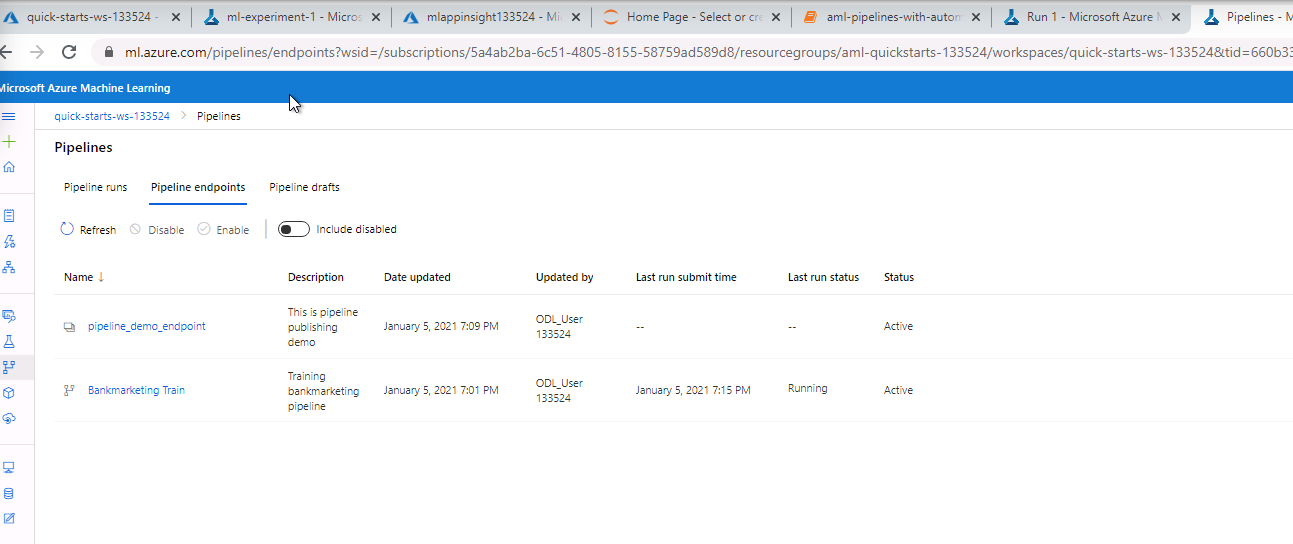 quick-starts-ws-133524 -
ml-experiment-1 - Micros
mlappinsight133524 - Mi
Home Page - Select or cre
aml-pipelines-with-autom
Run 1 - Microsoft Azure M
Pipelines - M
ml.azure.com/pipelines/endpoints?wsid=/subscriptions/5a4ab2ba-6c51-4805-8155-58759ad589d8/resourcegroups/aml-quickstarts-133524/workspaces/quick-starts-ws-133524&tid=660b33
Microsoft Azure Machine Learning
quick-starts-ws-133524 > Pipelines
Pipelines
Pipeline runs Pipeline endpoints Pipeline drafts
Refresh Disable Enable Include disabled
Name ↓ Description Date updated Updated by Last run submit time Last run status Status
pipeline_demo_endpoint
This is pipeline
publishing
demo
January 5, 2021 7:09 PM
ODL_User
133524
--
--
Active
Bankmarketing Train
Training
bankmarketing
pipeline
January 5, 2021 7:01 PM
ODL_User
133524
January 5, 2021 7:15 PM
Running
Active